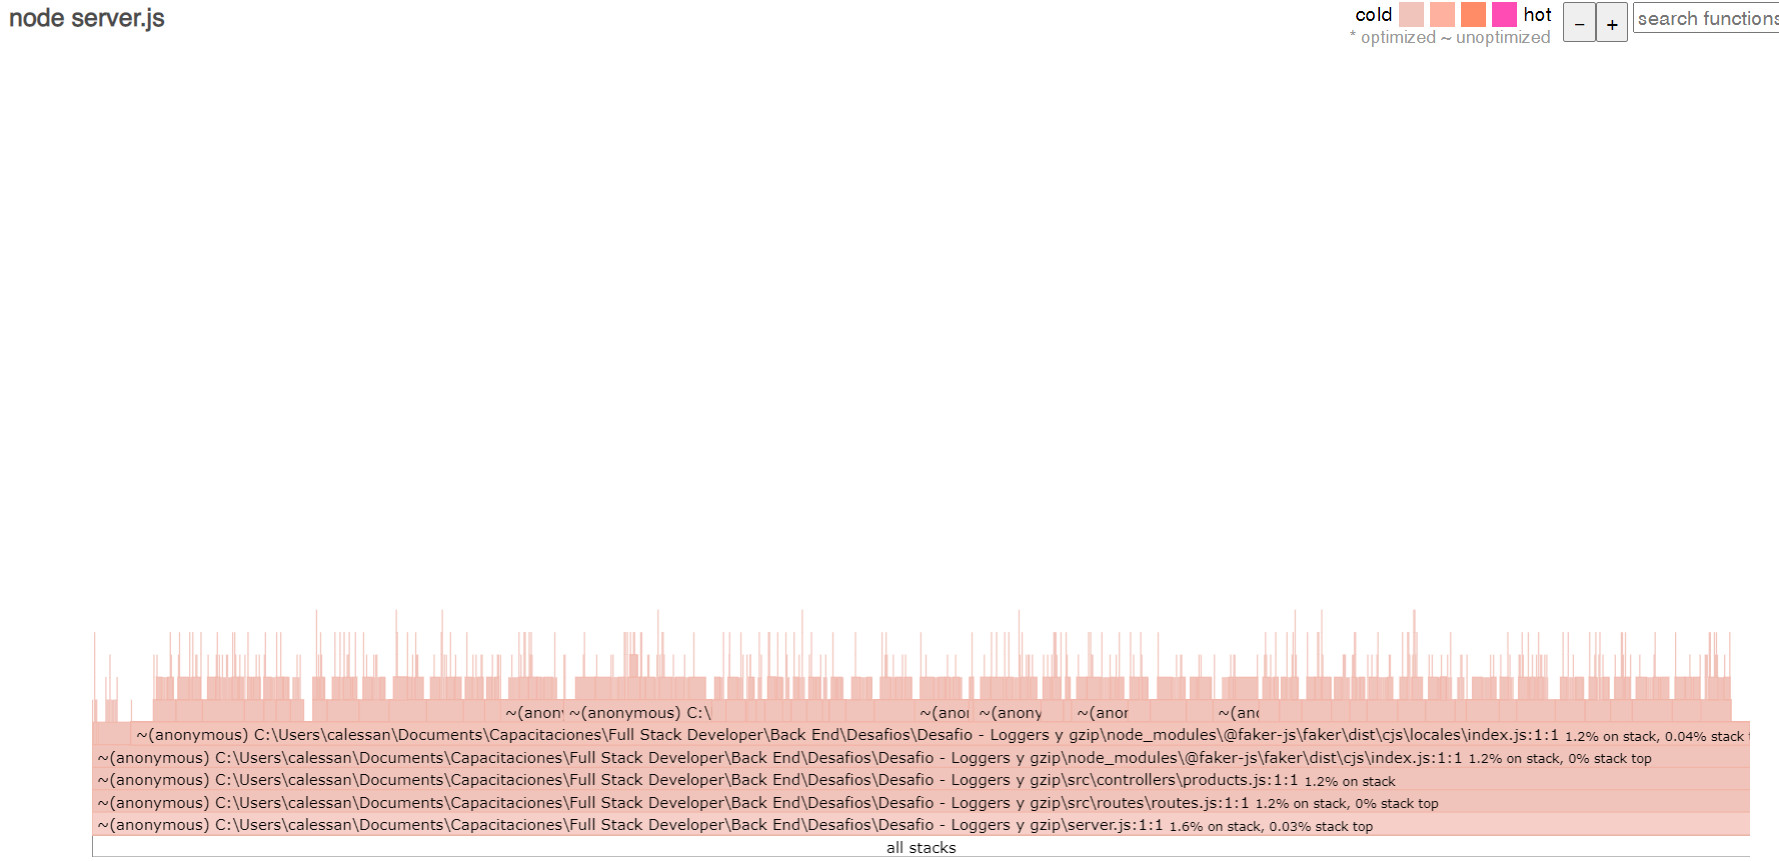 node server.js
cold hot
* optimized ~ unoptimized
− +
search functions
~(anon ~(anonymous) C:\ ~(anon ~(anony ~(anor ~(and
~(anonymous) C:\Users\calessan\Documents\Capacitaciones\Full Stack Developer\Back End\Desafios\Desafio - Loggers y gzip\node_modules\@faker-js\faker\dist\cjs\locales\index.js:1:1 1.2% on stack, 0.04% stack
~(anonymous) C:\Users\calessan\Documents\Capacitaciones\Full Stack Developer\Back End\Desafios\Desafio - Loggers y gzip\node_modules\@faker-js\faker\dist\cjs\index.js:1:1 1.2% on stack, 0% stack top
~(anonymous) C:\Users\calessan\Documents\Capacitaciones\Full Stack Developer\Back End\Desafios\Desafio - Loggers y gzip\src\controllers\products.js:1:1 1.2% on stack
~(anonymous) C:\Users\calessan\Documents\Capacitaciones\Full Stack Developer\Back End\Desafios\Desafio - Loggers y gzip\src\routes\routes.js:1:1 1.2% on stack, 0% stack top
~(anonymous) C:\Users\calessan\Documents\Capacitaciones\Full Stack Developer\Back End\Desafios\Desafio - Loggers y gzip\server.js:1:1 1.6% on stack, 0.03% stack top
all stacks